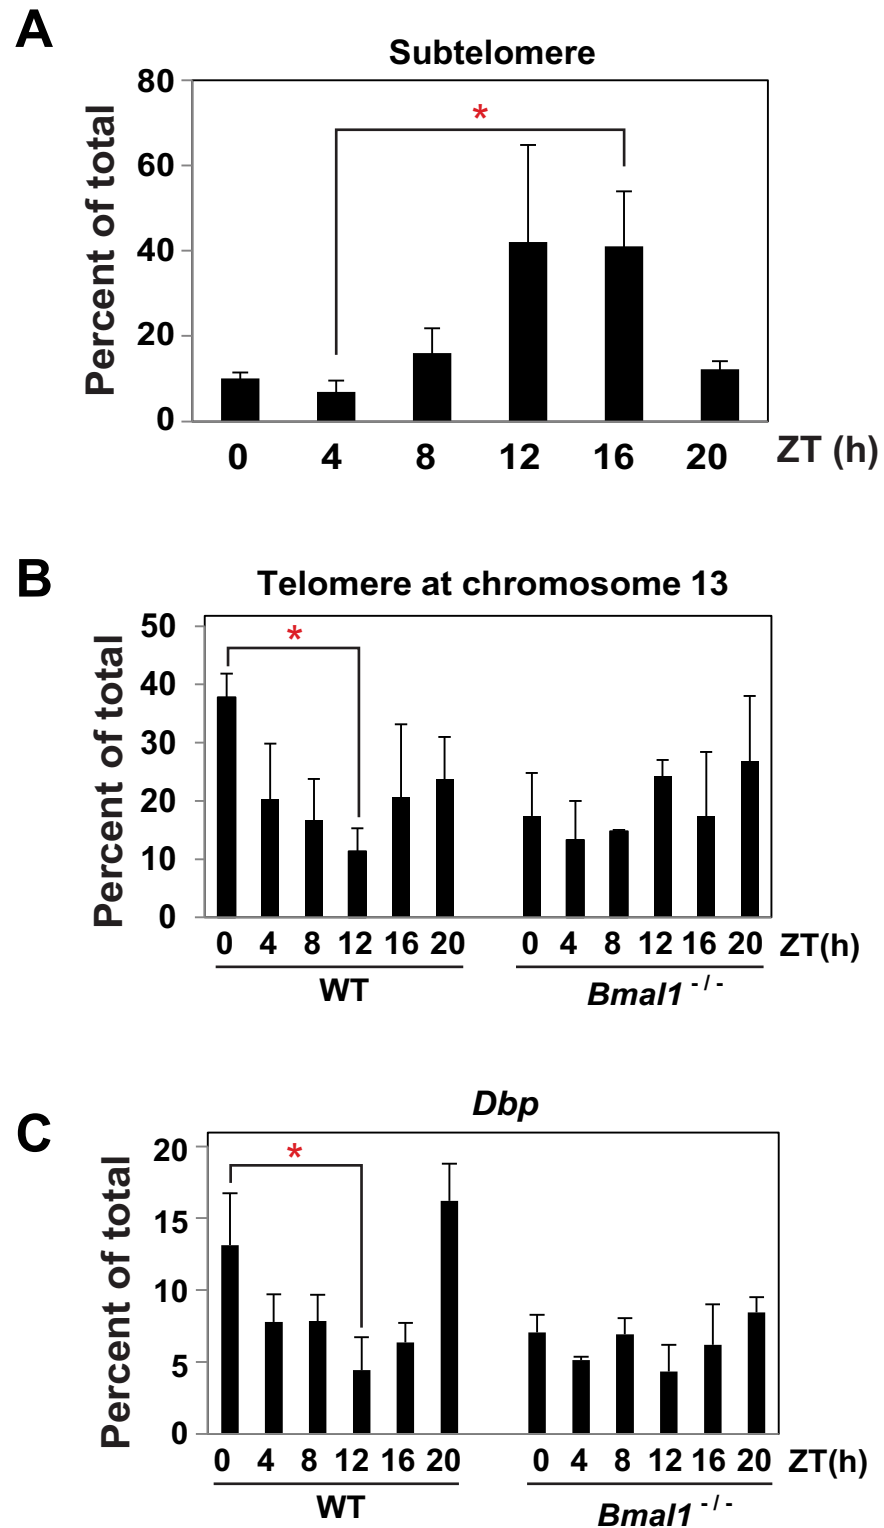 A
Subtelomere
Percent of total
80
60
40
20
0
*
0 4 8 12 16 20 ZT (h)
B
Telomere at chromosome 13
Percent of total
50
40
30
20
10
0
*
0 4 8 12 16 20 0 4 8 12 16 20 ZT(h)
WT Bmal1 -/-
C
Dbp
Percent of total
20
15
10
5
0
*
0 4 8 12 16 20 0 4 8 12 16 20 ZT(h)
WT Bmal1 -/-